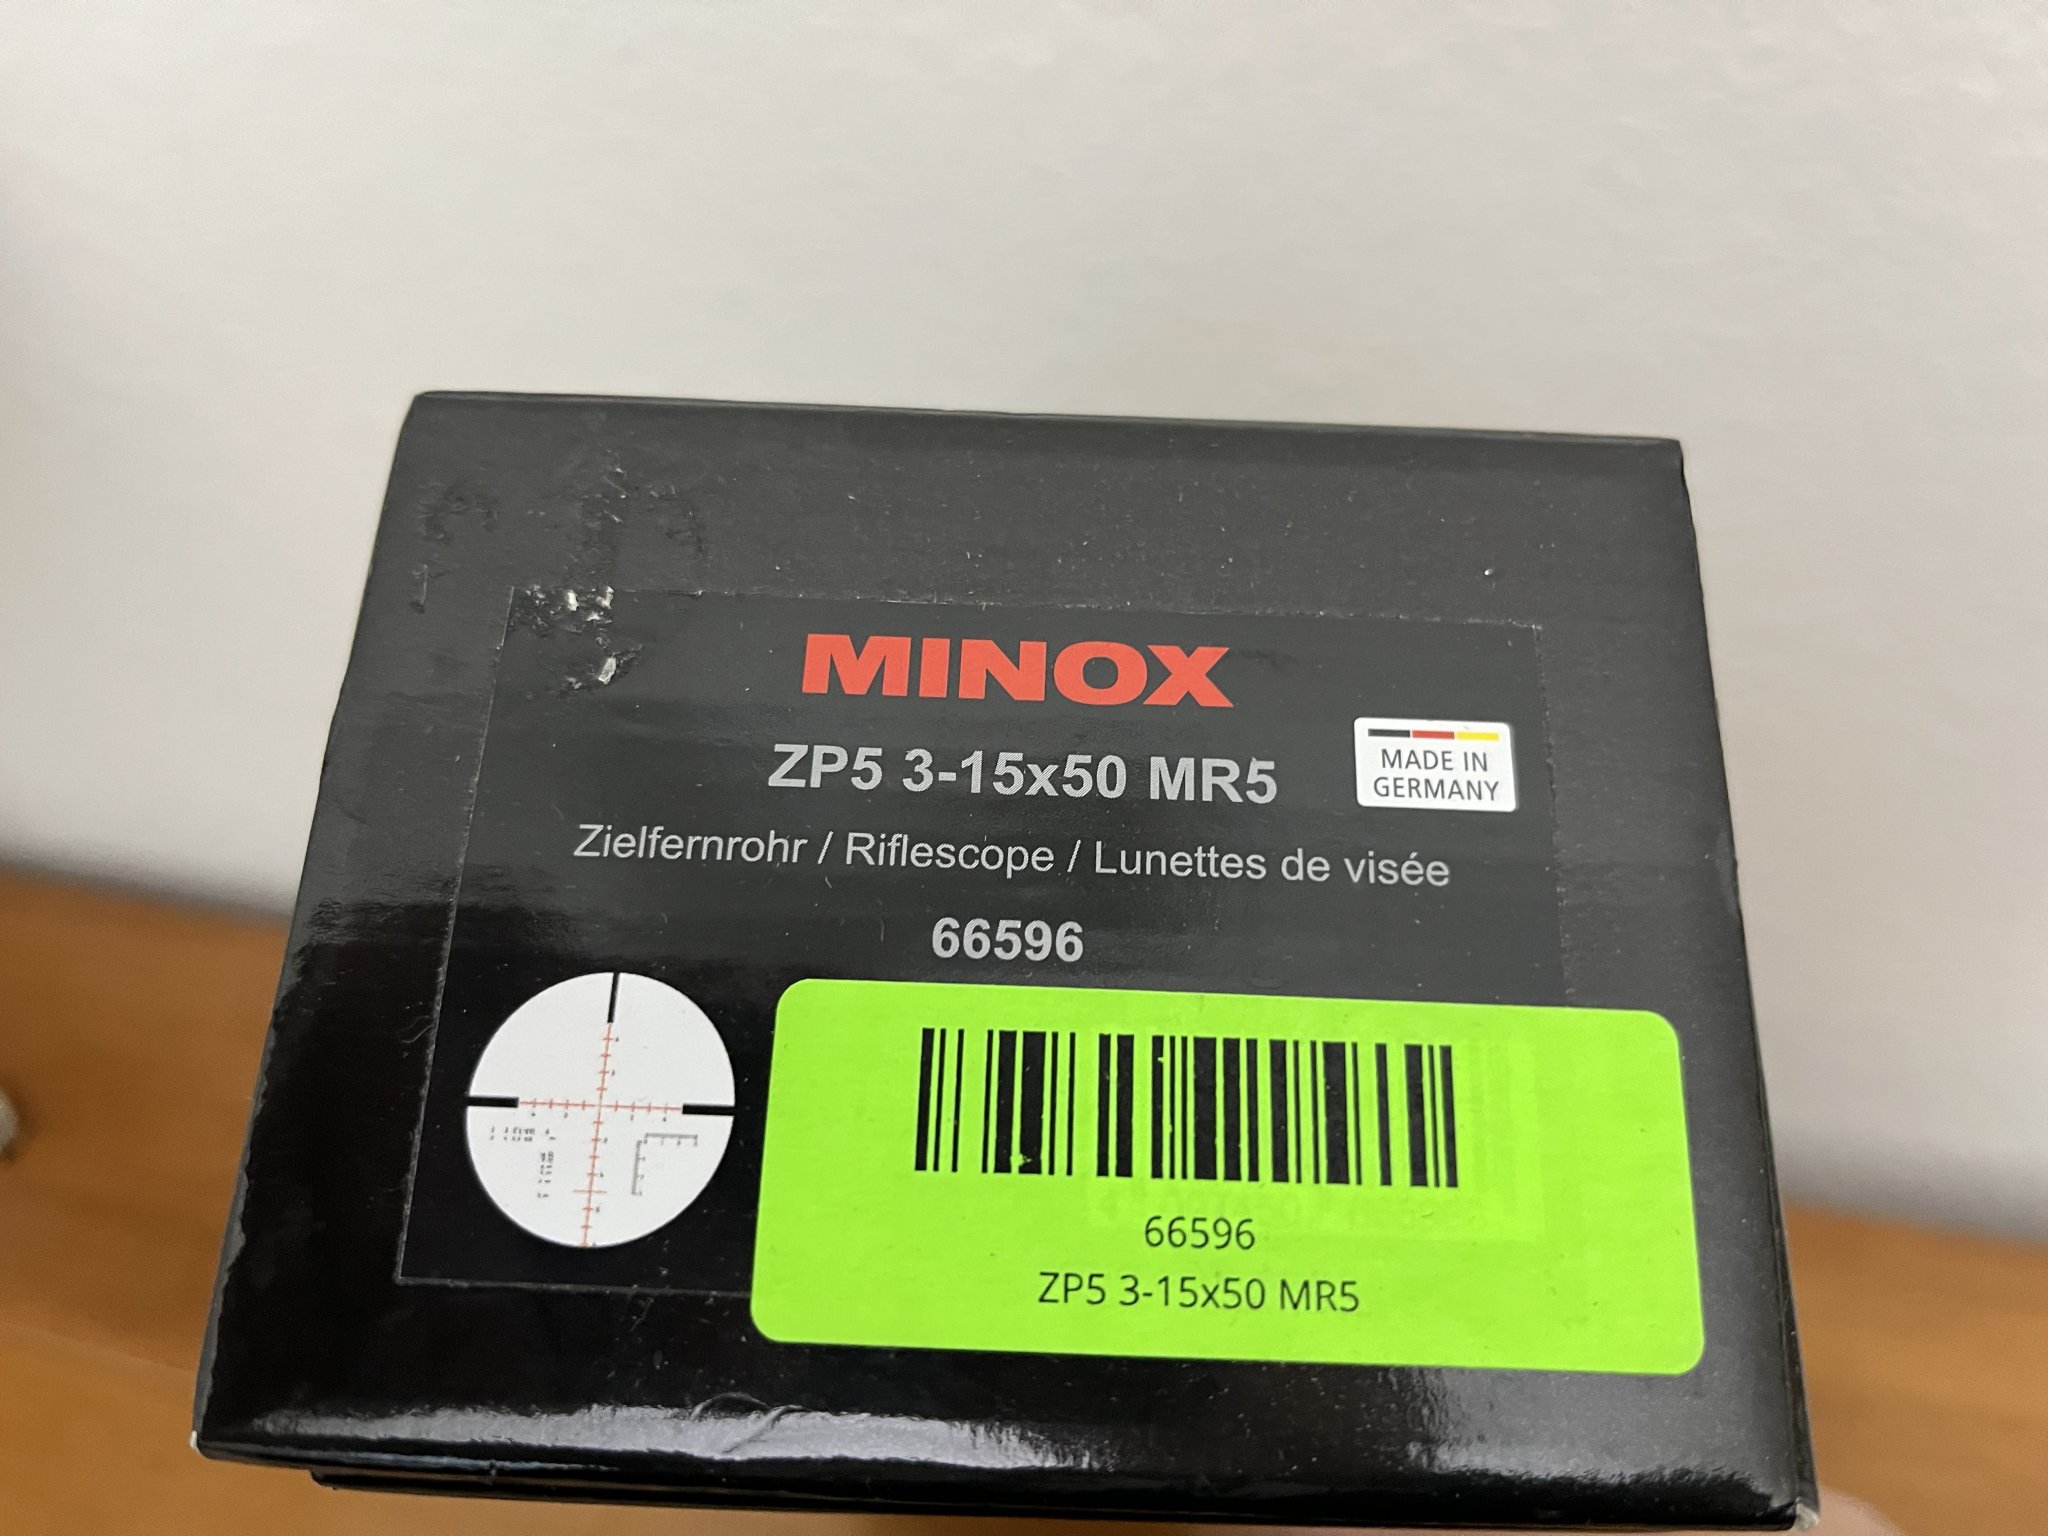 MINOX
ZP5 3-15x50 MR5
MADE IN
GERMANY
Zielfernrohr / Riflescope / Lunettes de visée
66596
66596
ZP5 3-15x50 MR5